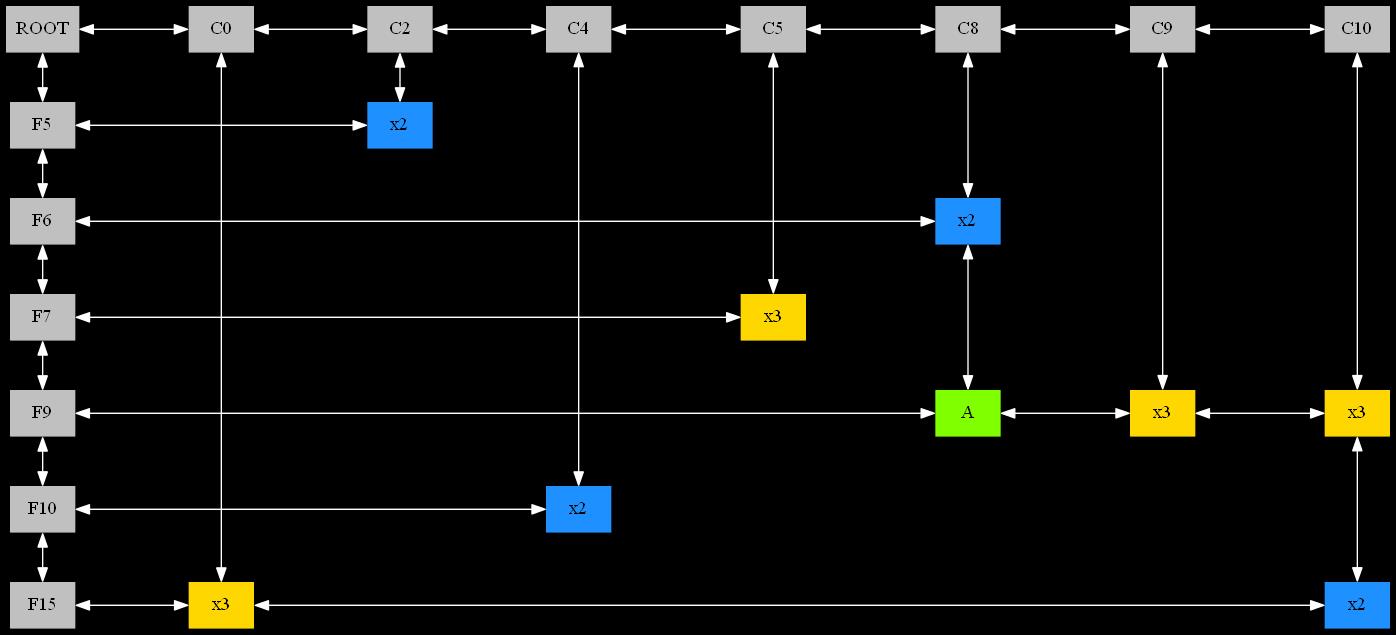 ROOT C0 C2 C4 C5 C8 C9 C10
F5 x2
F6 x2
F7 x3
F9 A x3 x3
F10 x2
F15 x3 x2